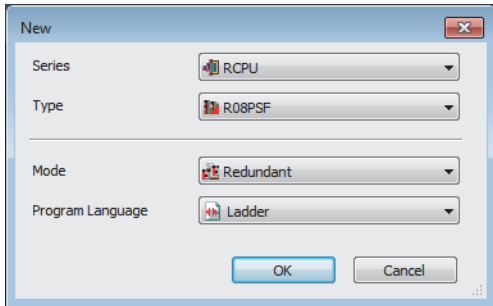 New
Series RCPU
Type R08PSF
Mode Redundant
Program Language Ladder
OK Cancel